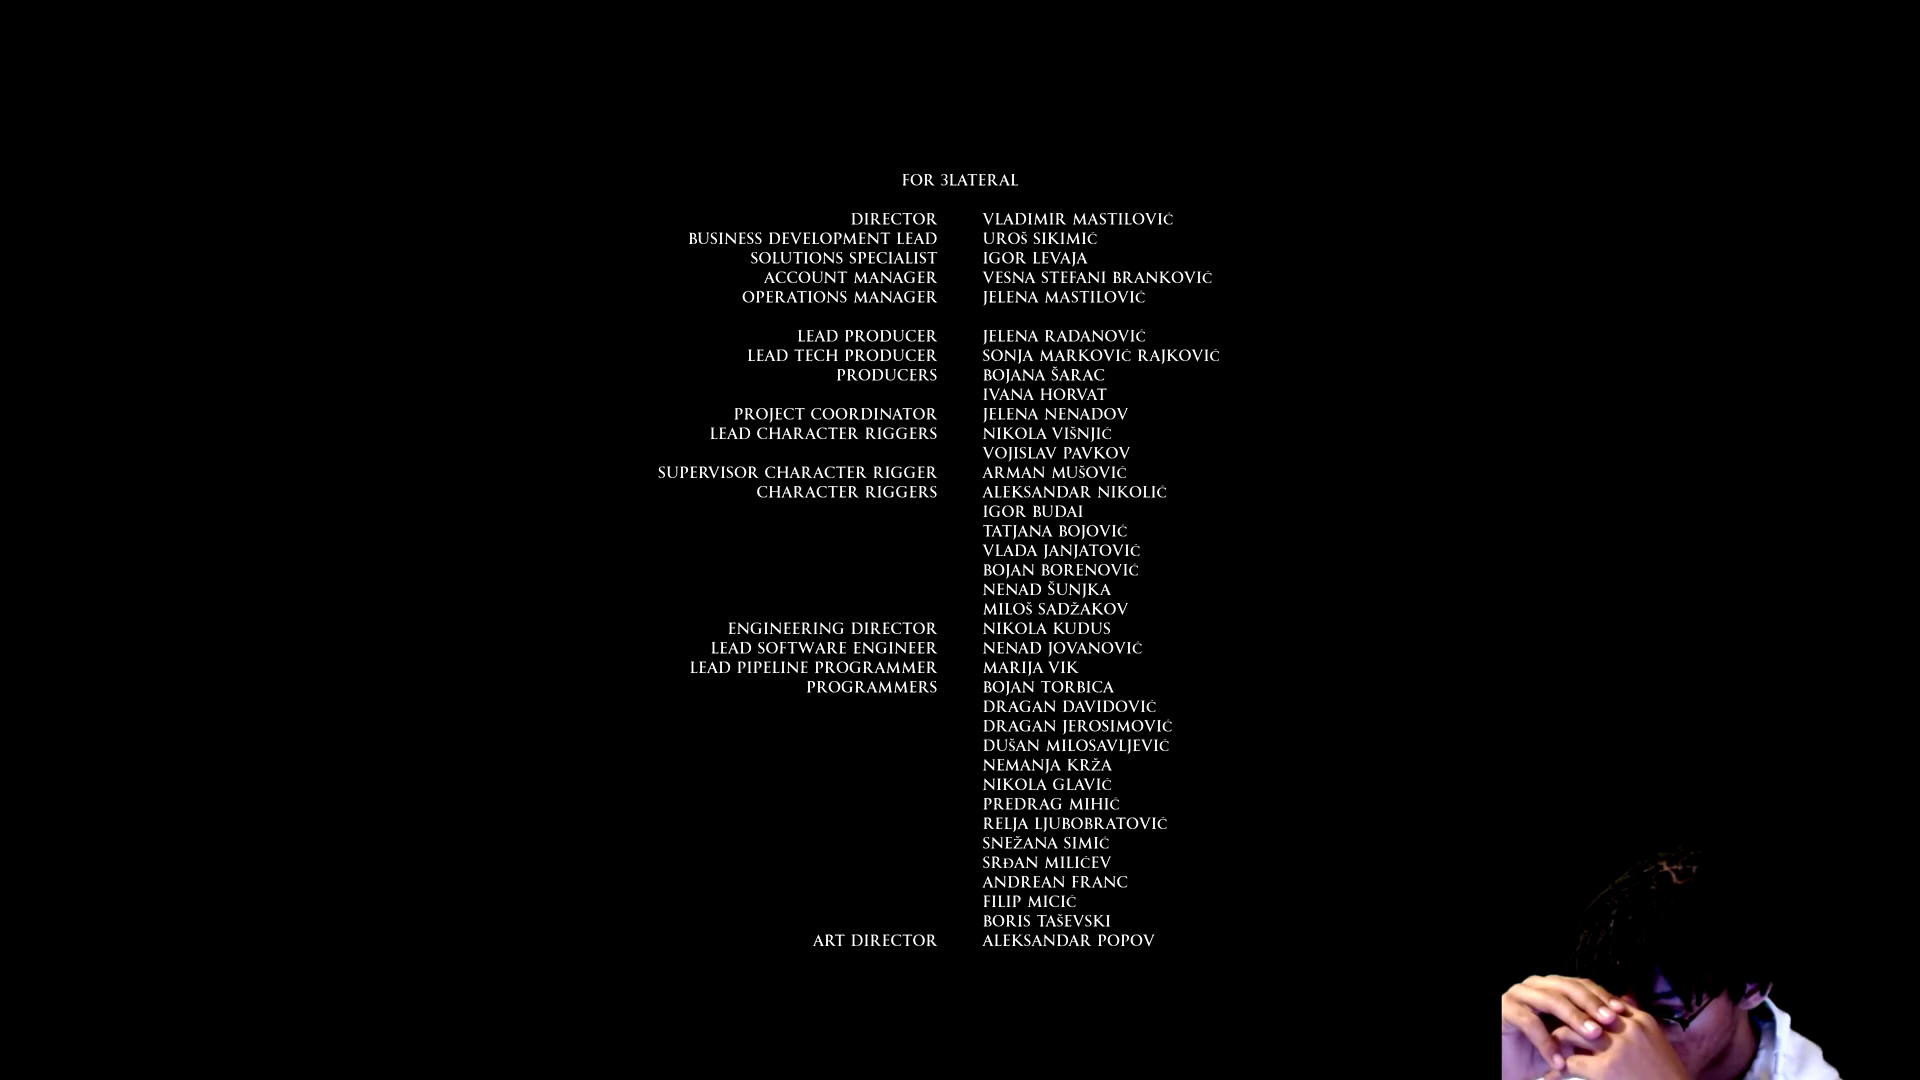 FOR 3LATERAL
DIRECTOR VLADIMIR MASTILOVIĆ
BUSINESS DEVELOPMENT LEAD UROŠ SIKIMIĆ
SOLUTIONS SPECIALIST IGOR LEVAJA
ACCOUNT MANAGER VESNA STEFANI BRANKOVIĆ
OPERATIONS MANAGER JELENA MASTILOVIĆ
LEAD PRODUCER JELENA RADANOVIĆ
LEAD TECH PRODUCER SONJA MARKOVIĆ RAJKOVIĆ
PRODUCERS BOJANA ŠARAC
IVANA HORVAT
PROJECT COORDINATOR JELENA NENADOV
LEAD CHARACTER RIGGERS NIKOLA VIŠNJIĆ
VOJISLAV PAVKOV
SUPERVISOR CHARACTER RIGGER ARMAN MUŠOVIĆ
CHARACTER RIGGERS ALEKSANDAR NIKOLIĆ
IGOR BUDAI
TATJANA BOJOVIĆ
VLADA JANJATOVIĆ
BOJAN BORENOVIĆ
NENAD ŠUNJKA
MILOŠ SADŽAKOV
ENGINEERING DIRECTOR NIKOLA KUDUS
LEAD SOFTWARE ENGINEER NENAD JOVANOVIĆ
LEAD PIPELINE PROGRAMMER MARIJA VIK
PROGRAMMERS BOJAN TORBICA
DRAGAN DAVIDOVIĆ
DRAGAN JEROSIMOVIĆ
DUŠAN MILOSAVLJEVIĆ
NEMANJA KRŽA
NIKOLA GLAVIĆ
PREDRAG MIHIĆ
RELJA LJUBOBRATOVIĆ
SNEŽANA SIMIĆ
SRĐAN MILIĆEV
ANDREAN FRANC
FILIP MICIĆ
BORIS TAŠEVSKI
ART DIRECTOR ALEKSANDAR POPOV